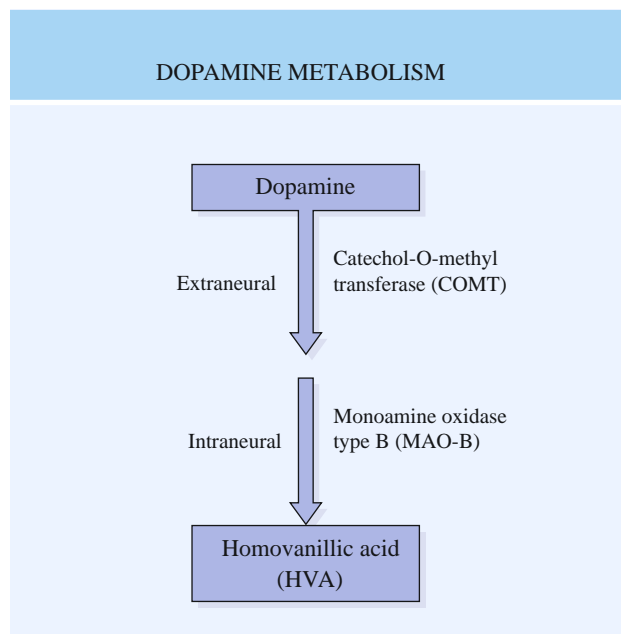 DOPAMINE METABOLISM
Dopamine
Extraneural
Catechol-O-methyl
transferase (COMT)
Intraneural
Monoamine oxidase
type B (MAO-B)
Homovanillic acid
(HVA)